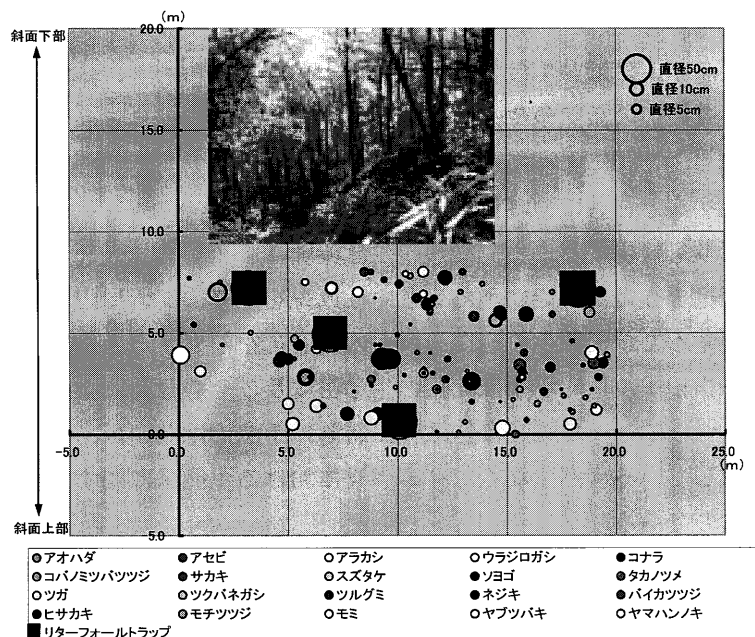 (m)
20.0
斜面下部
直径50cm
直径10cm
直径5cm
15.0
10.0
5.0
0.0
-5.0 0.0 5.0 10.0 15.0 20.0 25.0
(m)
斜面上部
-5.0
アオハダ アセビ アラカシ ウラジロガシ コナラ
コバノミツバツツジ サカキ スズタケ ソヨゴ タカノツメ
ツガ ツクバネガシ ツルグミ ネジキ バイカツツジ
ヒサカキ モチツツジ モミ ヤブツバキ ヤマハンノキ
リターフォールトラップ